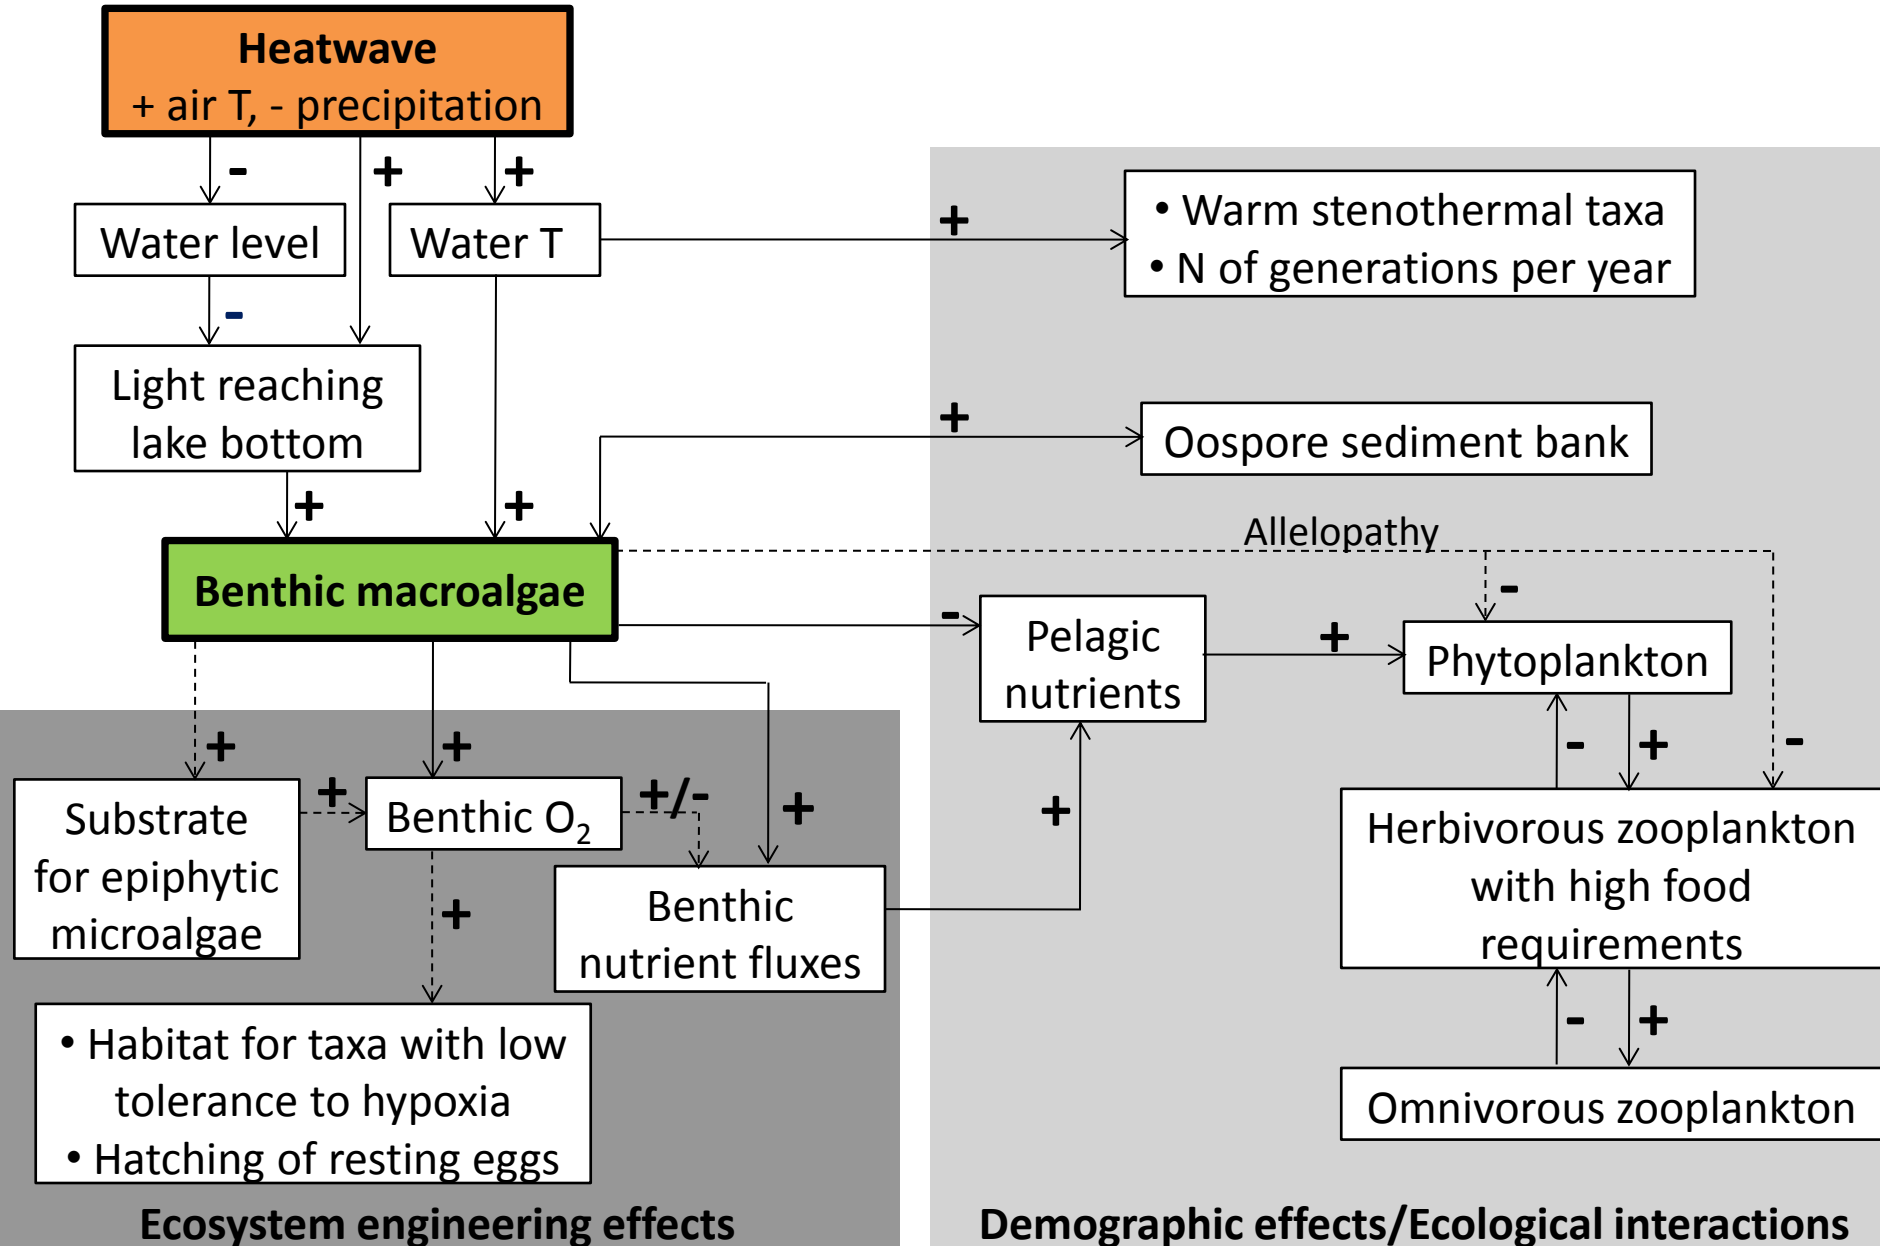 Heatwave
+ air T, - precipitation
-
+
+
Water level
Water T
+
• Warm stenothermal taxa
• N of generations per year
-
Light reaching
lake bottom
+
Oospore sediment bank
+
+
Allelopathy
Benthic macroalgae
-
-
Pelagic
nutrients
+
Phytoplankton
+
+
-
+
-
Substrate
for epiphytic
microalgae
+
Benthic O₂
+/-
+
+
Herbivorous zooplankton
with high food
requirements
+
Benthic
nutrient fluxes
-
+
• Habitat for taxa with low
tolerance to hypoxia
• Hatching of resting eggs
Omnivorous zooplankton
Ecosystem engineering effects
Demographic effects/Ecological interactions